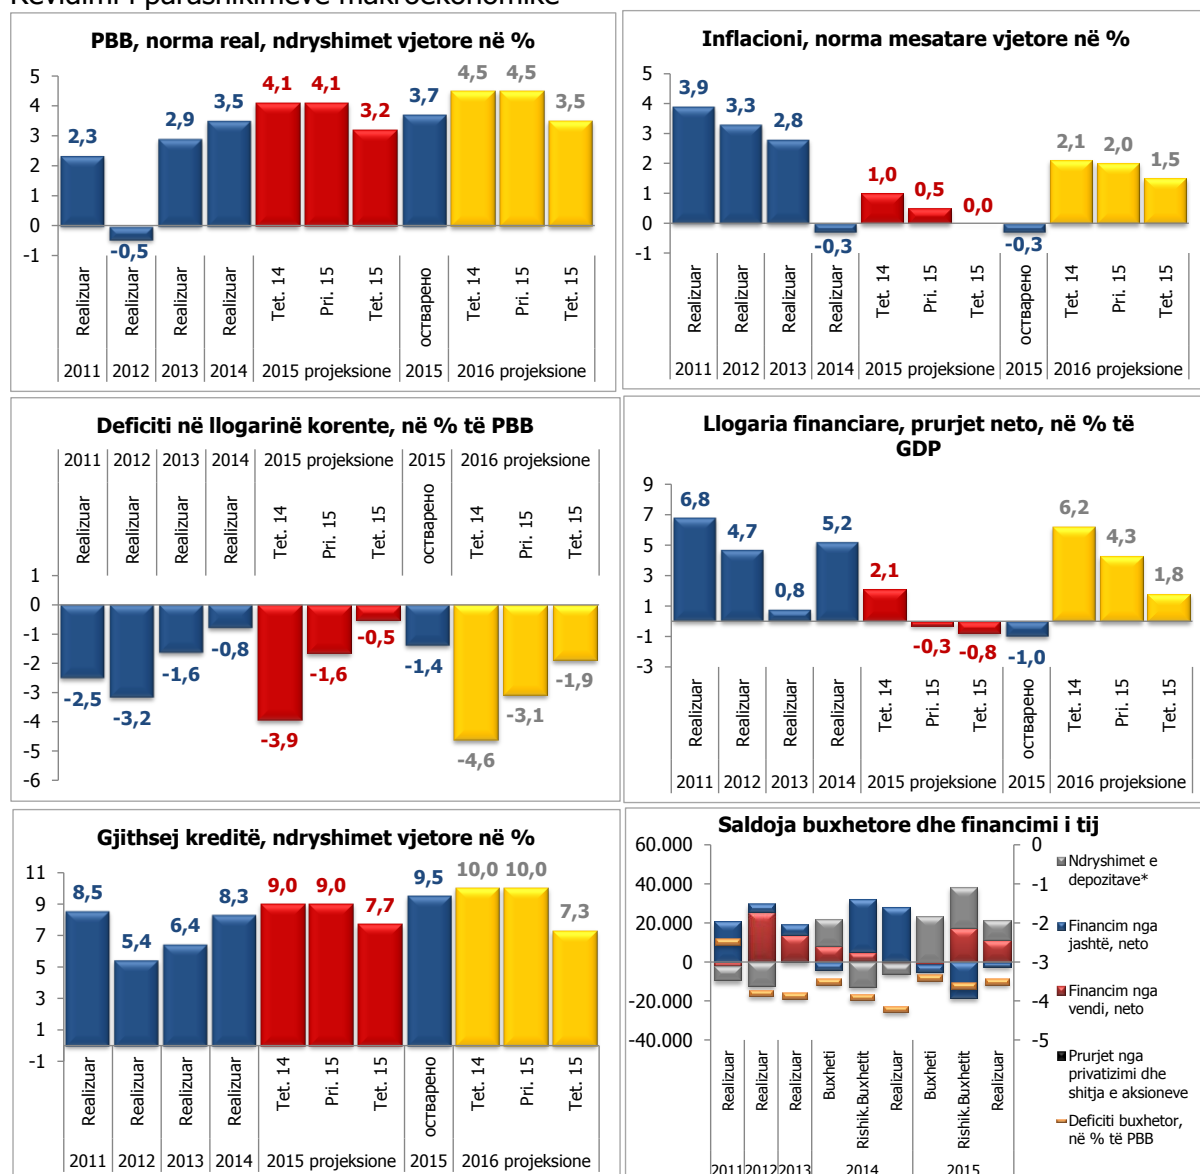 Revidimi i parashikimeve makroekonomike
PBB, norma real, ndryshimet vjetore në %
5
4
3
2
1
0
-1
2,3
-0,5
2,9
3,5
4,1
4,1
3,2
3,7
4,5
4,5
3,5
Realizuar
Realizuar
Realizuar
Realizuar
Tet. 14
Pri. 15
Tet. 15
остварено
Tet. 14
Pri. 15
Tet. 15
2011 2012 2013 2014 2015 projeksione 2015 2016 projeksione
Inflacioni, norma mesatare vjetore në %
5
4
3
2
1
0
-1
3,9
3,3
2,8
-0,3
1,0
0,5
0,0
-0,3
2,1
2,0
1,5
Realizuar
Realizuar
Realizuar
Realizuar
Tet. 14
Pri. 15
Tet. 15
остварено
Tet. 14
Pri. 15
Tet. 15
2011 2012 2013 2014 2015 projeksione 2015 2016 projeksione
Deficiti në llogarinë korente, në % të PBB
2011 2012 2013 2014 2015 projeksione 2015 2016 projeksione
Realizuar
Realizuar
Realizuar
Realizuar
Tet. 14
Pri. 15
Tet. 15
остварено
Tet. 14
Pri. 15
Tet. 15
1
0
-1
-2
-3
-4
-5
-6
-2,5
-3,2
-1,6
-0,8
-3,9
-1,6
-0,5
-1,4
-4,6
-3,1
-1,9
Llogaria financiare, prurjet neto, në % të
GDP
9
7
5
3
1
-1
-3
6,8
4,7
0,8
5,2
2,1
-0,3
-0,8
-1,0
6,2
4,3
1,8
Realizuar
Realizuar
Realizuar
Realizuar
Tet. 14
Pri. 15
Tet. 15
остварено
Tet. 14
Pri. 15
Tet. 15
2011 2012 2013 2014 2015 projeksione 2015 2016 projeksione
Gjithsej kreditë, ndryshimet vjetore në %
11
9
7
5
3
1
-1
8,5
5,4
6,4
8,3
9,0
9,0
7,7
9,5
10,0
10,0
7,3
Realizuar
Realizuar
Realizuar
Realizuar
Tet. 14
Pri. 15
Tet. 15
остварено
Tet. 14
Pri. 15
Tet. 15
2011 2012 2013 2014 2015 projeksione 2015 2016 projeksione
Saldoja buxhetore dhe financimi i tij
60.000
40.000
20.000
0
-20.000
-40.000
0
-1
-2
-3
-4
-5
Realizuar
Realizuar
Realizuar
Buxheti
Rishik.Buxhetit
Realizuar
Buxheti
Rishik.Buxhetit
Realizuar
2011 2012 2013 2014 2015
Ndryshimet e
depozitave*
Financim nga
jashtë, neto
Financim nga
vendi, neto
Prurjet nga
privatizimi dhe
shitja e aksioneve
Deficiti buxhetor,
në % të PBB